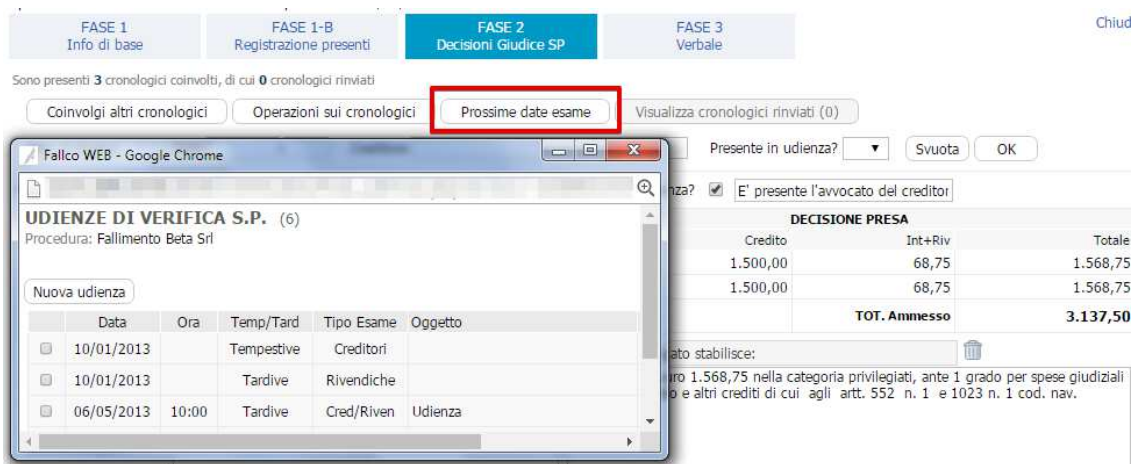 FASE 1
Info di base
FASE 1-B
Registrazione presenti
FASE 2
Decisioni Giudice SP
FASE 3
Verbale
Chiud
Sono presenti 3 cronologici coinvolti, di cui 0 cronologici rinviati
Coinvolgi altri cronologici
Operazioni sui cronologici
Prossime date esame
Visualizza cronologici rinviati (0)
Presente in udienza?
Svuota
OK
Fallco WEB - Google Chrome
nza?
E' presente l'avvocato del creditor
UDIENZE DI VERIFICA S.P. (6)
Procedura: Fallimento Beta Srl
Nuova udienza
Data Ora Temp/Tard Tipo Esame Oggetto
10/01/2013 Tempestive Creditori
10/01/2013 Tardive Rivendiche
06/05/2013 10:00 Tardive Cred/Riven Udienza
DECISIONE PRESA
Credito Int+Riv Totale
1.500,00 68,75 1.568,75
1.500,00 68,75 1.568,75
TOT. Ammesso 3.137,50
ato stabilisce:
uro 1.568,75 nella categoria privilegiati, ante 1 grado per spese giudiziali
o e altri crediti di cui agli artt. 552 n. 1 e 1023 n. 1 cod. nav.